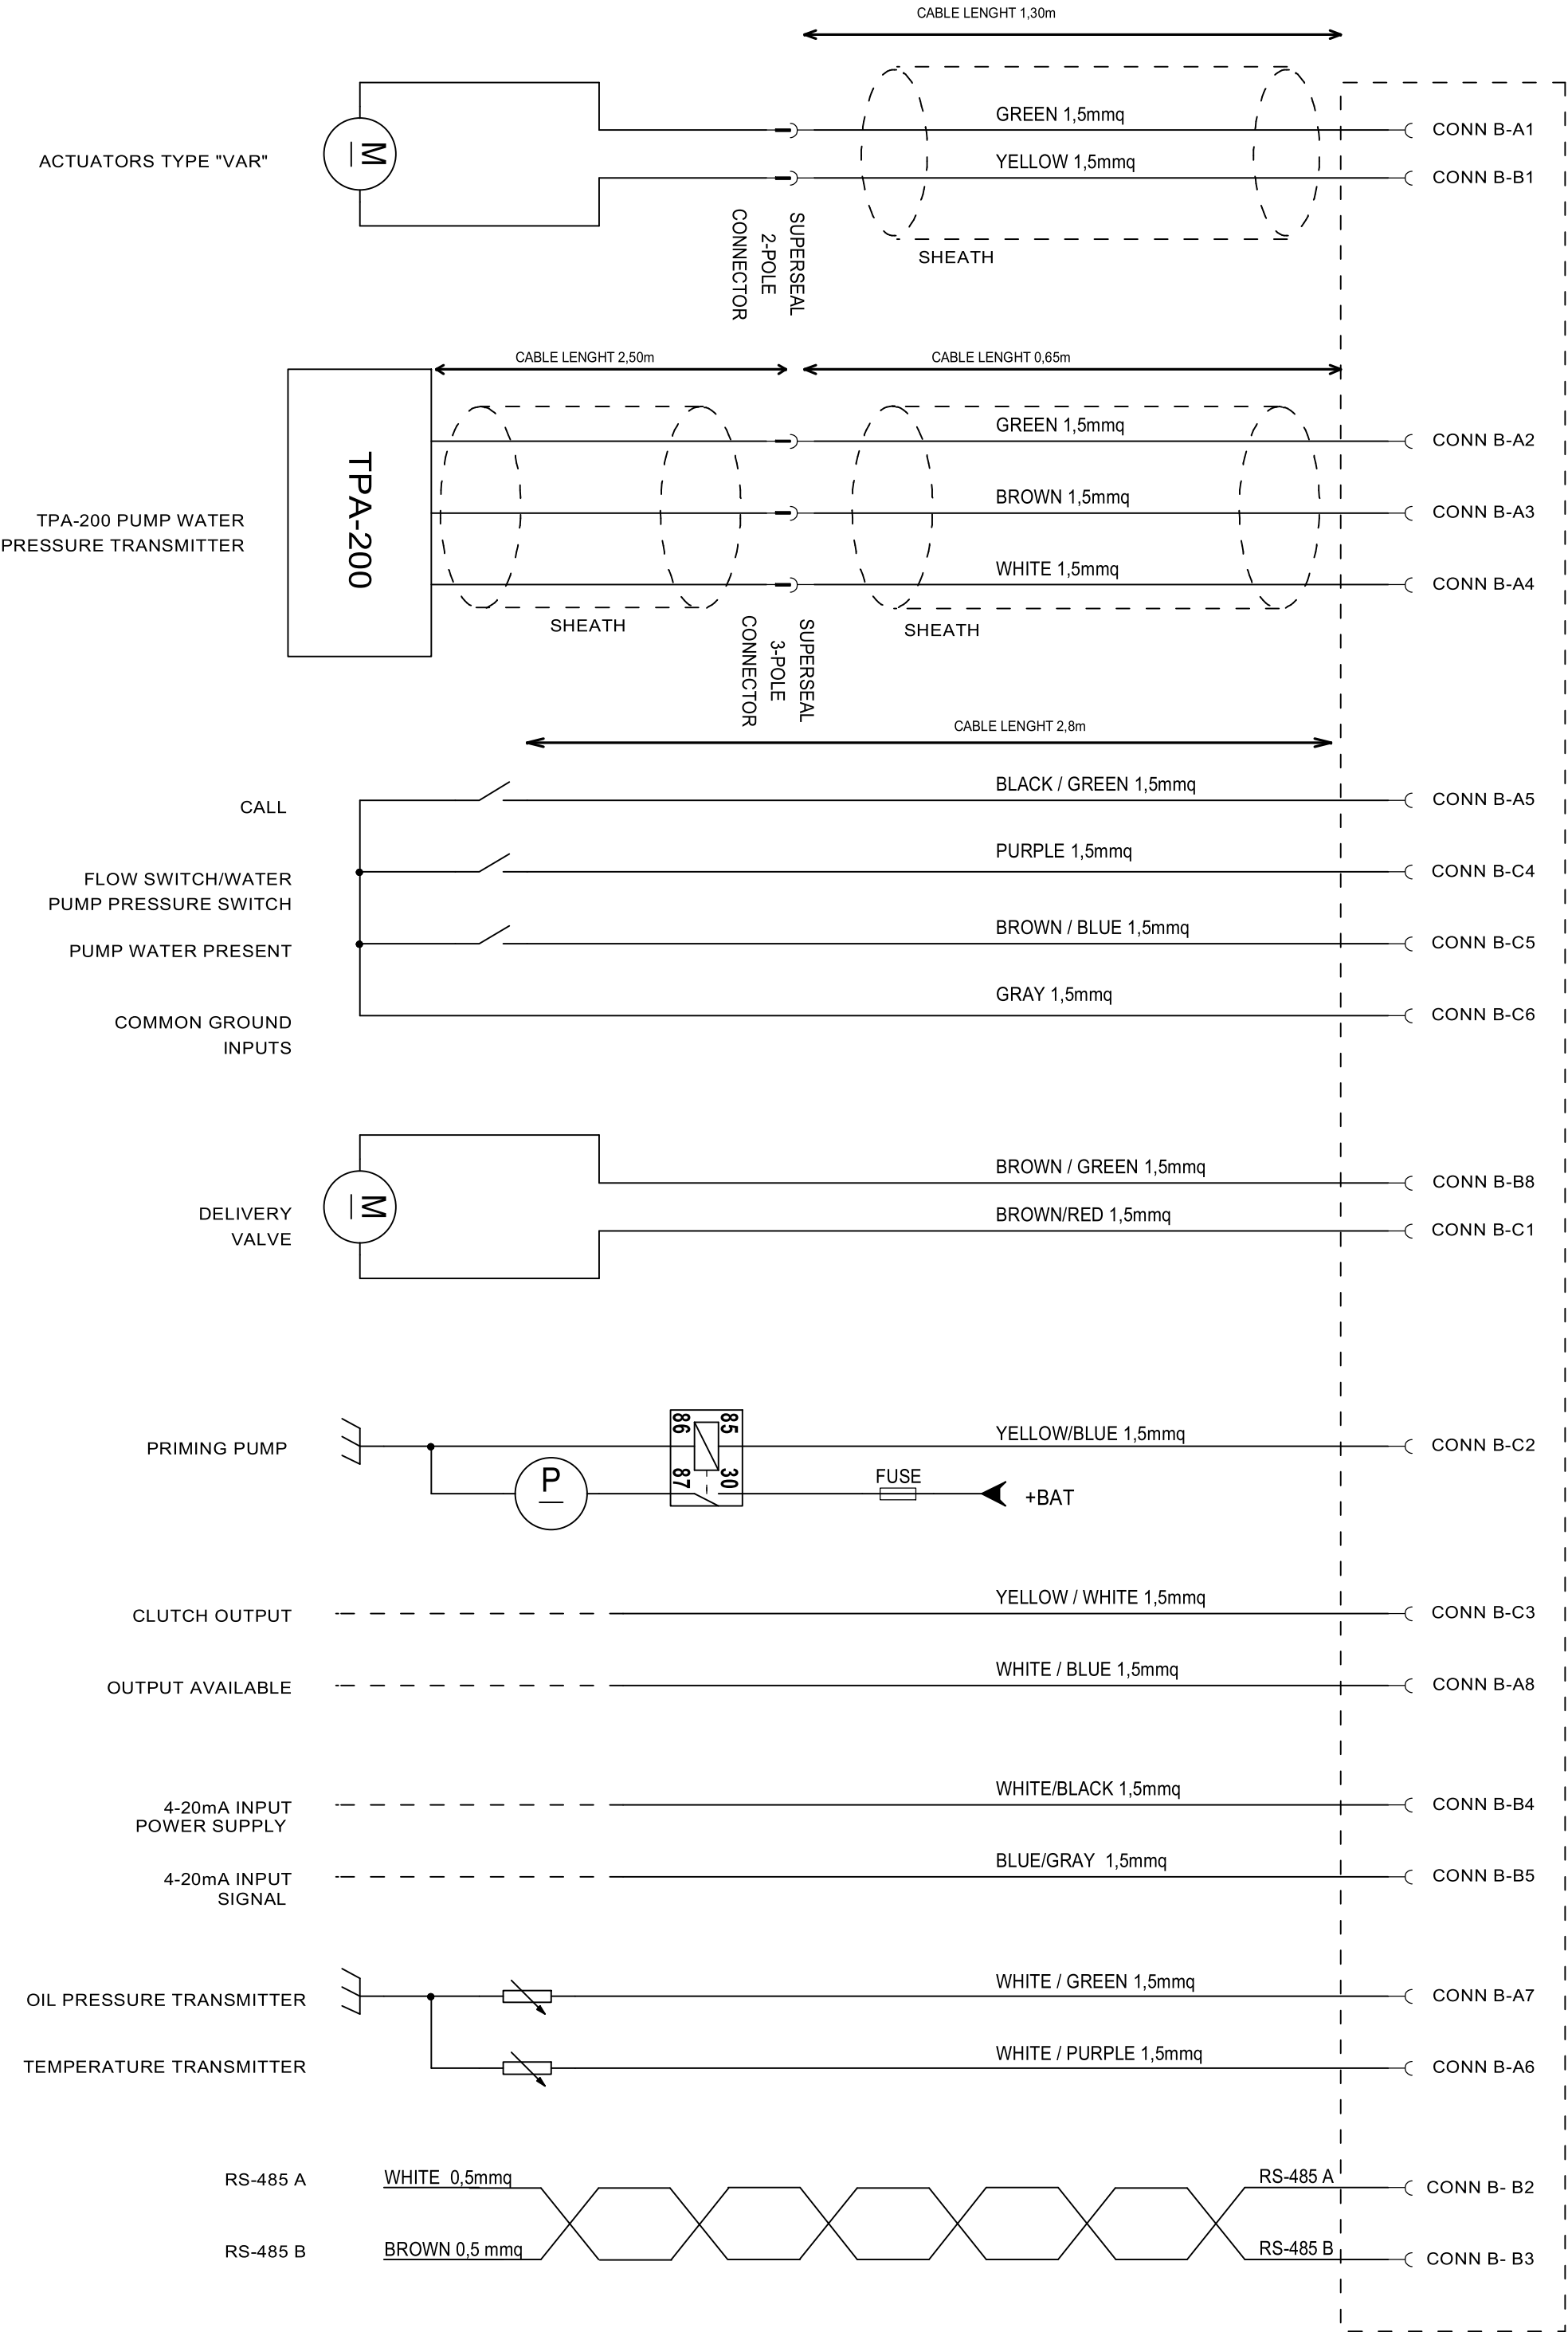 CABLE LENGHT 1,30m
GREEN 1,5mmq
CONN B-A1
ACTUATORS TYPE "VAR"
M
YELLOW 1,5mmq
CONN B-B1
SUPERSEAL
2-POLE
CONNECTOR
SHEATH
CABLE LENGHT 2,50m
CABLE LENGHT 0,65m
GREEN 1,5mmq
CONN B-A2
TPA-200
BROWN 1,5mmq
CONN B-A3
TPA-200 PUMP WATER
PRESSURE TRANSMITTER
WHITE 1,5mmq
CONN B-A4
SHEATH
SUPERSEAL
3-POLE
CONNECTOR
SHEATH
CABLE LENGHT 2,8m
CALL
BLACK / GREEN 1,5mmq
CONN B-A5
FLOW SWITCH/WATER
PUMP PRESSURE SWITCH
PURPLE 1,5mmq
CONN B-C4
PUMP WATER PRESENT
BROWN / BLUE 1,5mmq
CONN B-C5
COMMON GROUND
INPUTS
GRAY 1,5mmq
CONN B-C6
BROWN / GREEN 1,5mmq
CONN B-B8
DELIVERY
VALVE
M
BROWN/RED 1,5mmq
CONN B-C1
PRIMING PUMP
86
85
87
30
YELLOW/BLUE 1,5mmq
CONN B-C2
P
FUSE
+BAT
CLUTCH OUTPUT
YELLOW / WHITE 1,5mmq
CONN B-C3
OUTPUT AVAILABLE
WHITE / BLUE 1,5mmq
CONN B-A8
4-20mA INPUT
POWER SUPPLY
WHITE/BLACK 1,5mmq
CONN B-B4
4-20mA INPUT
SIGNAL
BLUE/GRAY 1,5mmq
CONN B-B5
OIL PRESSURE TRANSMITTER
WHITE / GREEN 1,5mmq
CONN B-A7
TEMPERATURE TRANSMITTER
WHITE / PURPLE 1,5mmq
CONN B-A6
RS-485 A
WHITE 0,5mmq
RS-485 A
CONN B- B2
RS-485 B
BROWN 0,5 mmq
RS-485 B
CONN B- B3